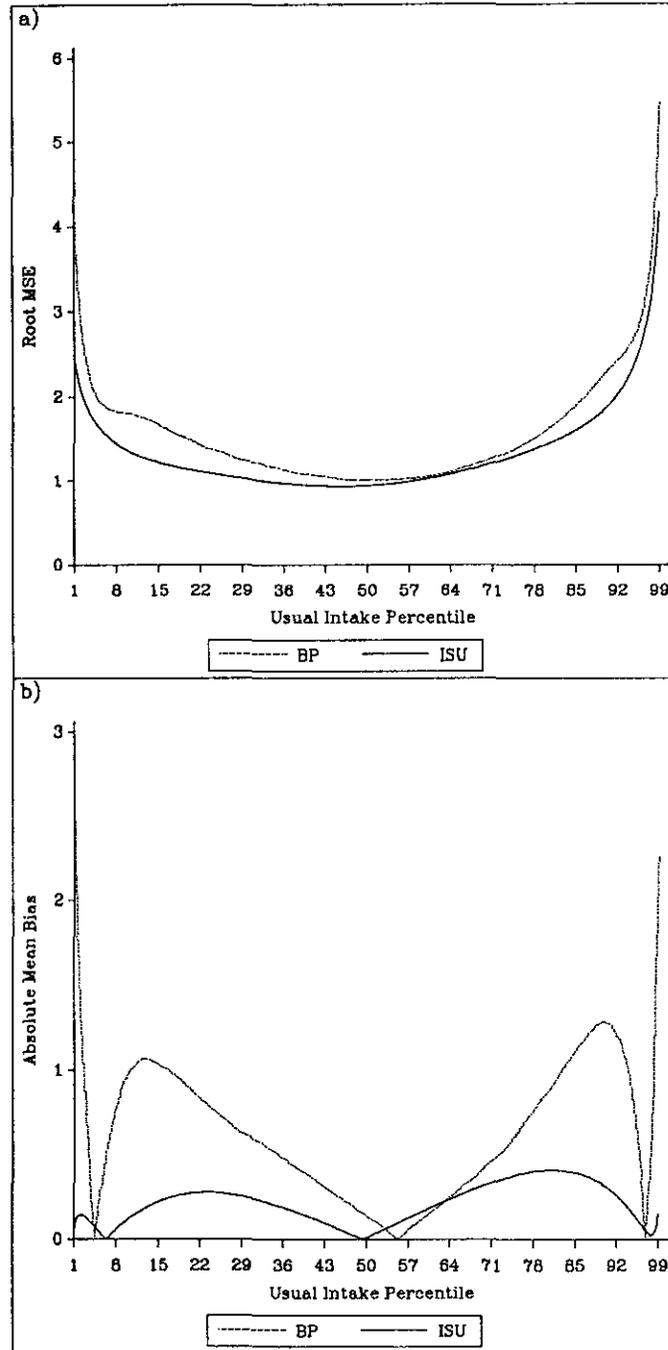 a)
6
5
4
3
2
1
0
Root MSE
1 8 15 22 29 36 43 50 57 64 71 78 85 92 99
Usual Intake Percentile
BP ISU
b)
3
2
1
0
Absolute Mean Bias
1 8 15 22 29 36 43 50 57 64 71 78 85 92 99
Usual Intake Percentile
BP ISU